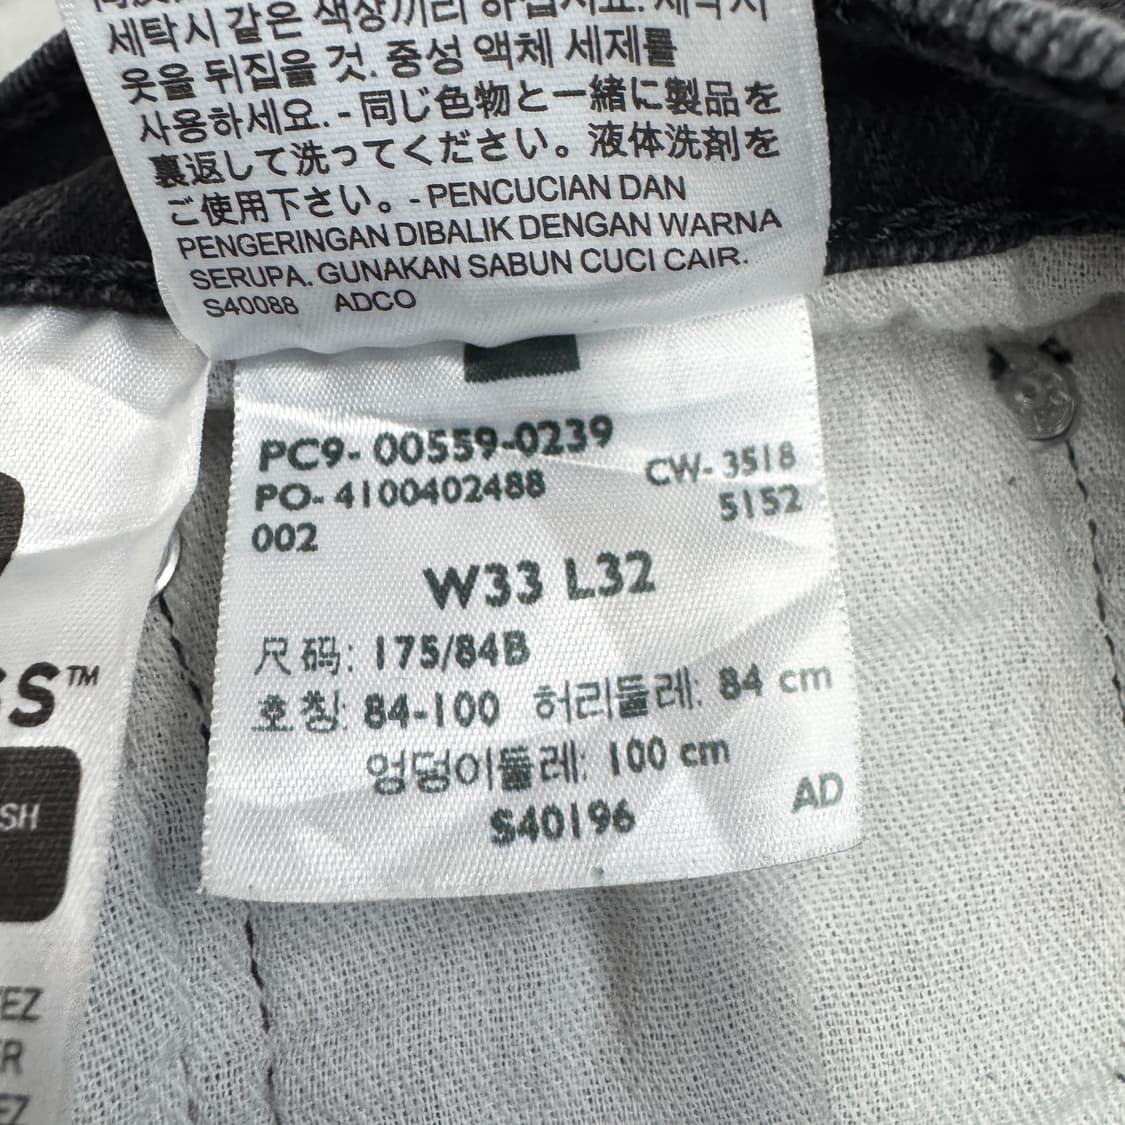 세탁시 같은 색상끼리 하십시오. 세탁시
옷을 뒤집을 것. 중성 액체 세제를
사용하세요. - 同じ色物と一緒に製品を
裏返して洗ってください。液体洗剤を
ご使用下さい。- PENCUCIAN DAN
PENGERINGAN DIBALIK DENGAN WARNA
SERUPA. GUNAKAN SABUN CUCI CAIR.
S40088 ADCO
PC9- 00559-0239
PO- 4100402488 CW- 3518
002 5152
W33 L32
尺码: 175/84B
호칭: 84-100 허리둘레: 84 cm
엉덩이둘레: 100 cm
S40196 AD
SS™
SH
EZ
ER
EZ